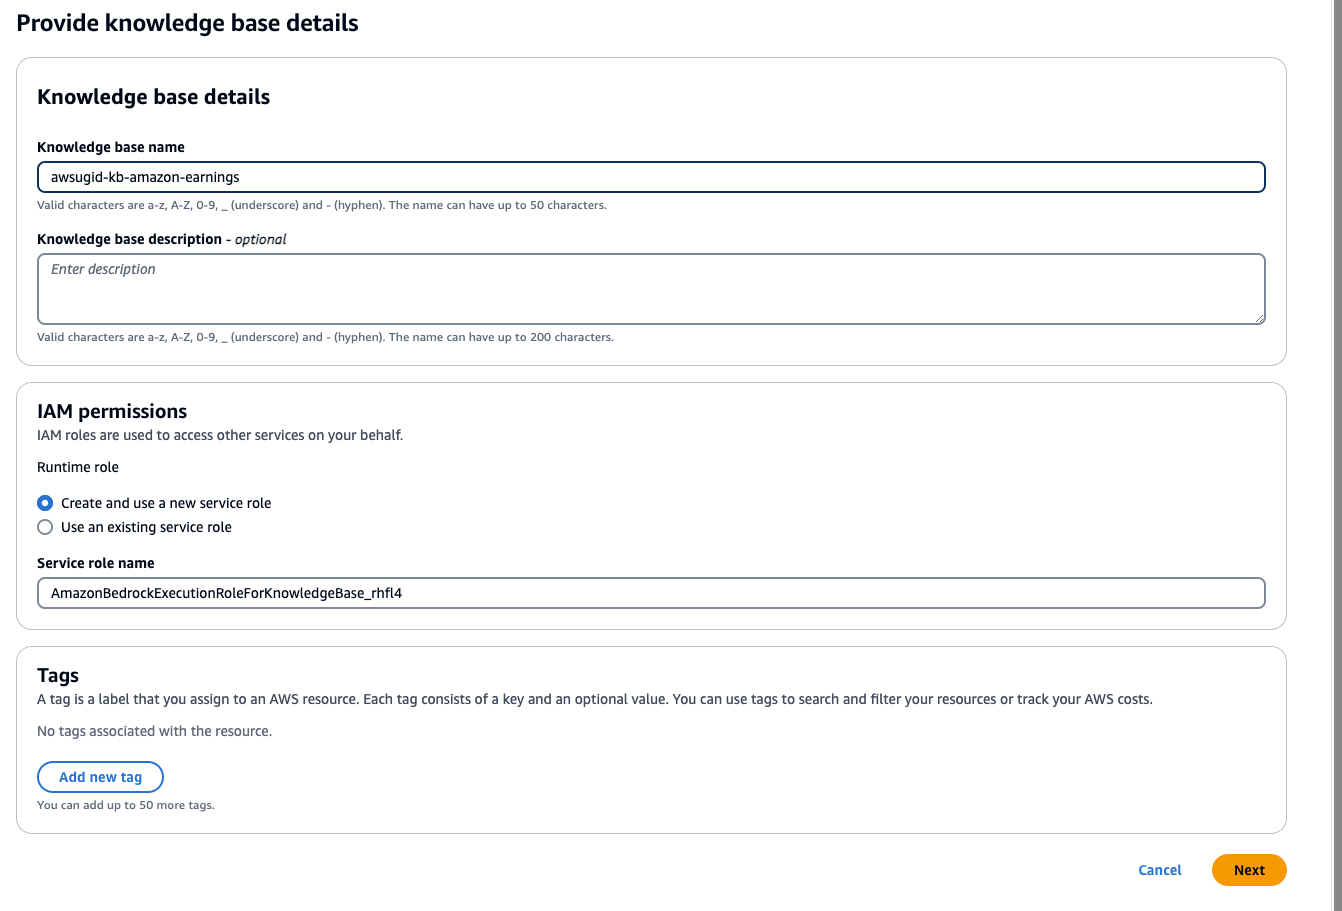 Provide knowledge base details
Knowledge base details
Knowledge base name
awsugid-kb-amazon-earnings
Valid characters are a-z, A-Z, 0-9, _ (underscore) and - (hyphen). The name can have up to 50 characters.
Knowledge base description - optional
Enter description
Valid characters are a-z, A-Z, 0-9, _ (underscore) and - (hyphen). The name can have up to 200 characters.
IAM permissions
IAM roles are used to access other services on your behalf.
Runtime role
Create and use a new service role
Use an existing service role
Service role name
AmazonBedrockExecutionRoleForKnowledgeBase_rhfl4
Tags
A tag is a label that you assign to an AWS resource. Each tag consists of a key and an optional value. You can use tags to search and filter your resources or track your AWS costs.
No tags associated with the resource.
Add new tag
You can add up to 50 more tags.
Cancel
Next